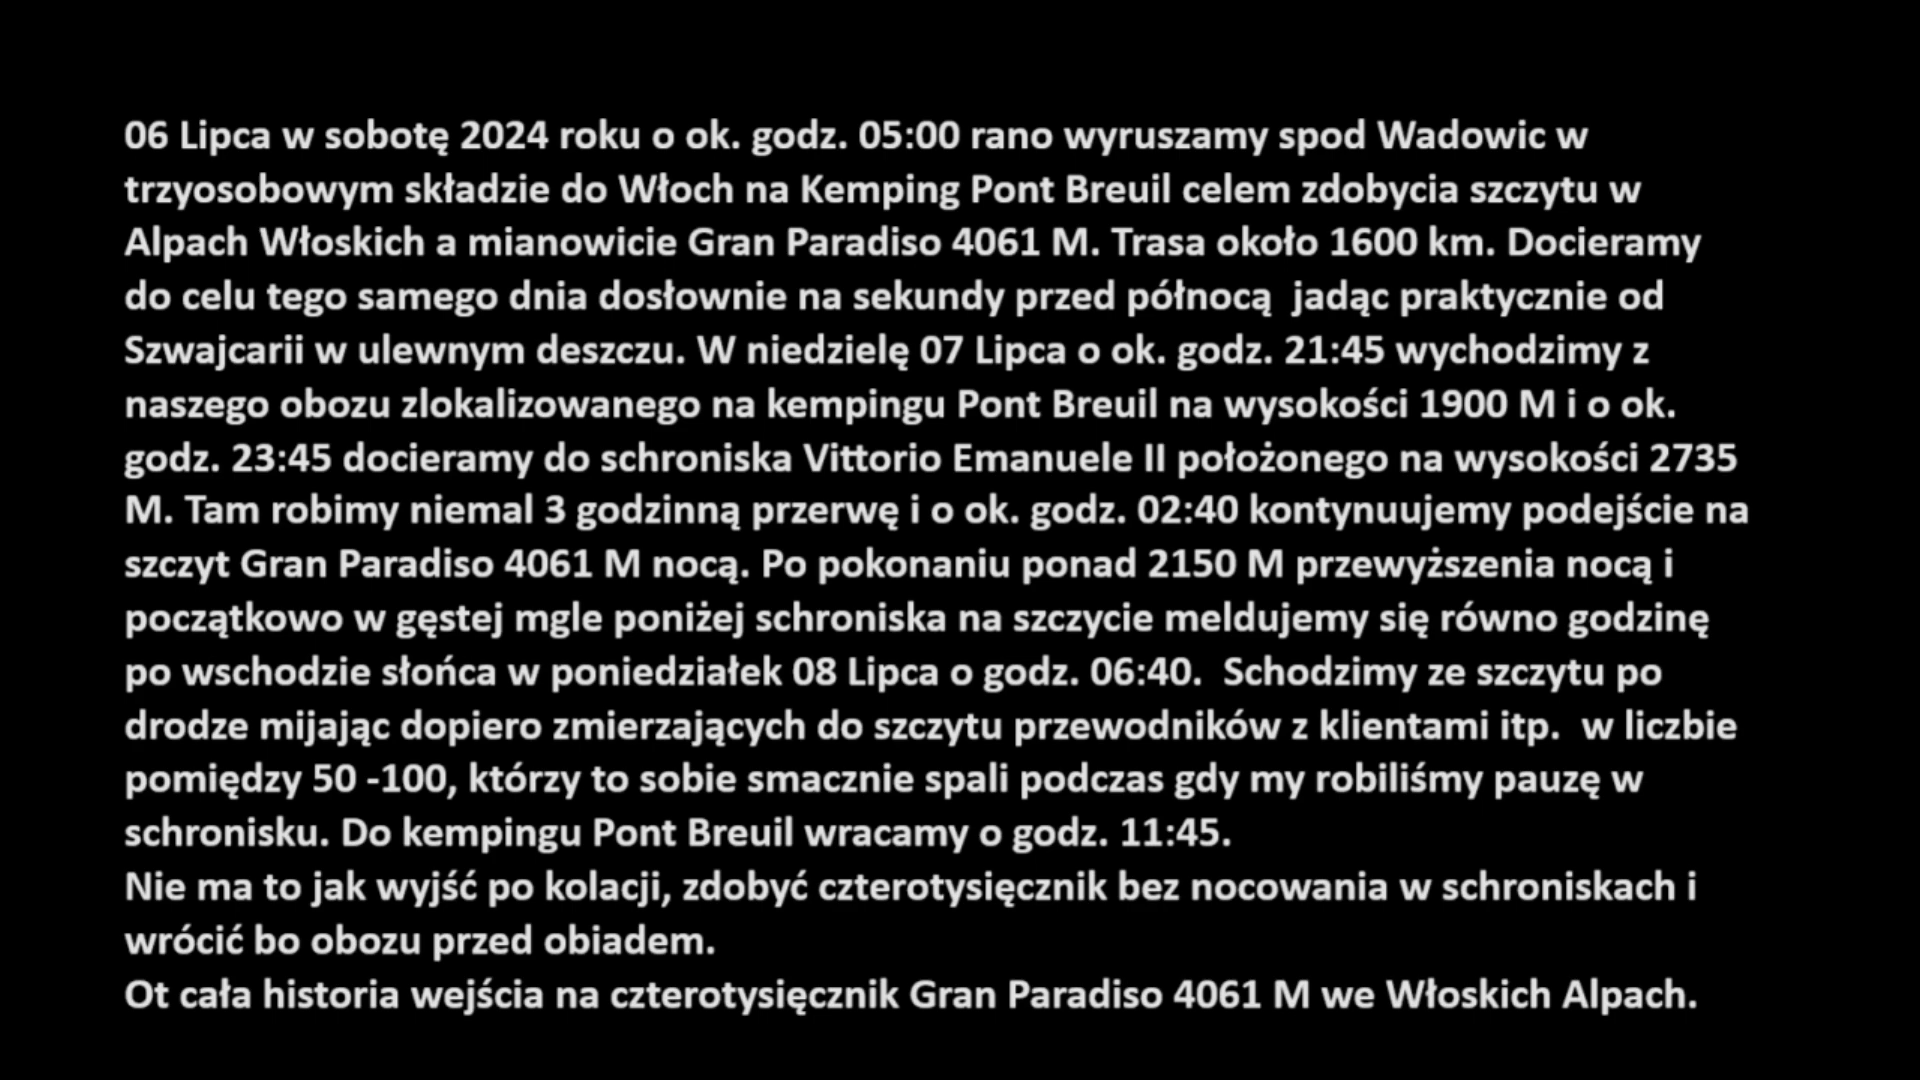 06 Lipca w sobotę 2024 roku o ok. godz. 05:00 rano wyruszamy spod Wadowic w
trzyosobowym składzie do Włoch na Kemping Pont Breuil celem zdobycia szczytu w
Alpach Włoskich a mianowicie Gran Paradiso 4061 M. Trasa około 1600 km. Docieramy
do celu tego samego dnia dosłownie na sekundy przed północą  jadąc praktycznie od
Szwajcarii w ulewnym deszczu. W niedzielę 07 Lipca o ok. godz. 21:45 wychodzimy z
naszego obozu zlokalizowanego na kempingu Pont Breuil na wysokości 1900 M i o ok.
godz. 23:45 docieramy do schroniska Vittorio Emanuele II położonego na wysokości 2735
M. Tam robimy niemal 3 godzinną przerwę i o ok. godz. 02:40 kontynuujemy podejście na
szczyt Gran Paradiso 4061 M nocą. Po pokonaniu ponad 2150 M przewyższenia nocą i
początkowo w gęstej mgle poniżej schroniska na szczycie meldujemy się równo godzinę
po wschodzie słońca w poniedziałek 08 Lipca o godz. 06:40.  Schodzimy ze szczytu po
drodze mijając dopiero zmierzających do szczytu przewodników z klientami itp.  w liczbie
pomiędzy 50 -100, którzy to sobie smacznie spali podczas gdy my robiliśmy pauzę w
schronisku. Do kempingu Pont Breuil wracamy o godz. 11:45.
Nie ma to jak wyjść po kolacji, zdobyć czterotysięcznik bez nocowania w schroniskach i
wrócić bo obozu przed obiadem.
Ot cała historia wejścia na czterotysięcznik Gran Paradiso 4061 M we Włoskich Alpach.